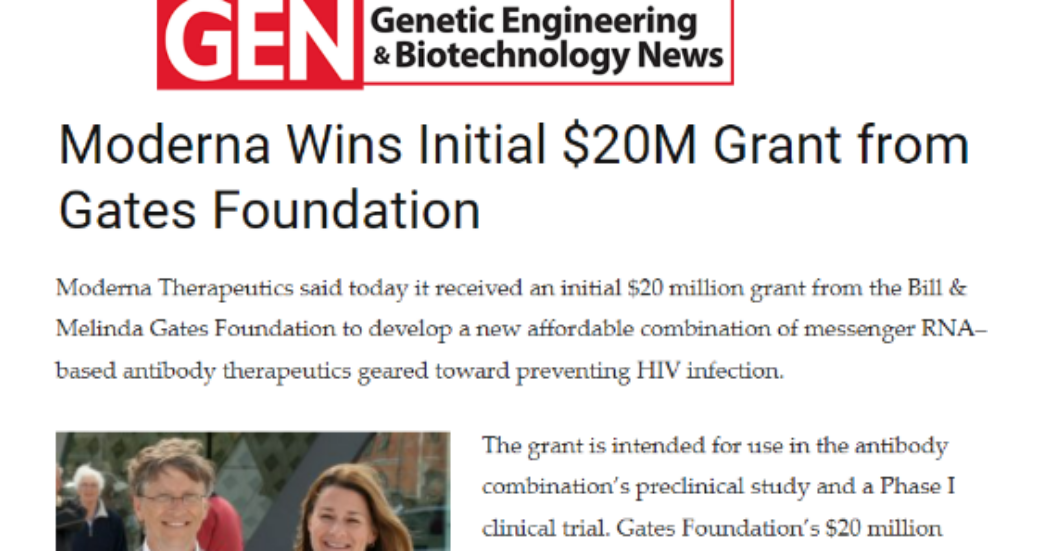 GEN
Genetic Engineering
& Biotechnology News
Moderna Wins Initial $20M Grant from
Gates Foundation
Moderna Therapeutics said today it received an initial $20 million grant from the Bill &
Melinda Gates Foundation to develop a new affordable combination of messenger RNA–
based antibody therapeutics geared toward preventing HIV infection.
The grant is intended for use in the antibody
combination's preclinical study and a Phase I
clinical trial. Gates Foundation's $20 million